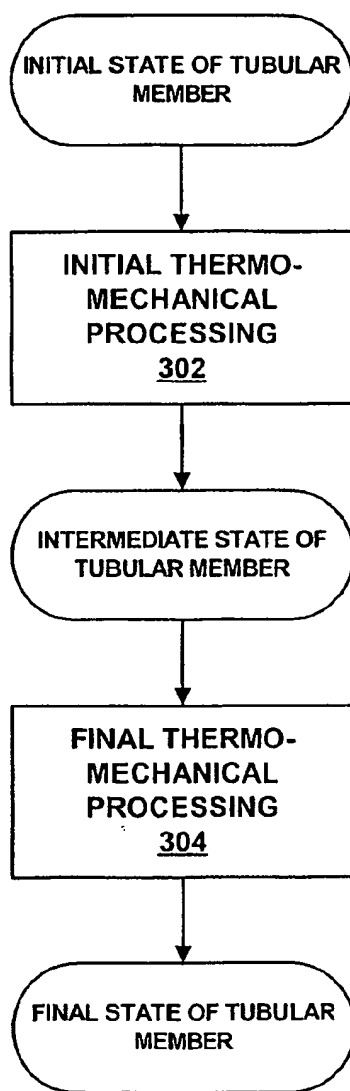 INITIAL STATE OF TUBULAR
MEMBER
INITIAL THERMO-
MECHANICAL
PROCESSING
302
INTERMEDIATE STATE OF
TUBULAR MEMBER
FINAL THERMO-
MECHANICAL
PROCESSING
304
FINAL STATE OF TUBULAR
MEMBER